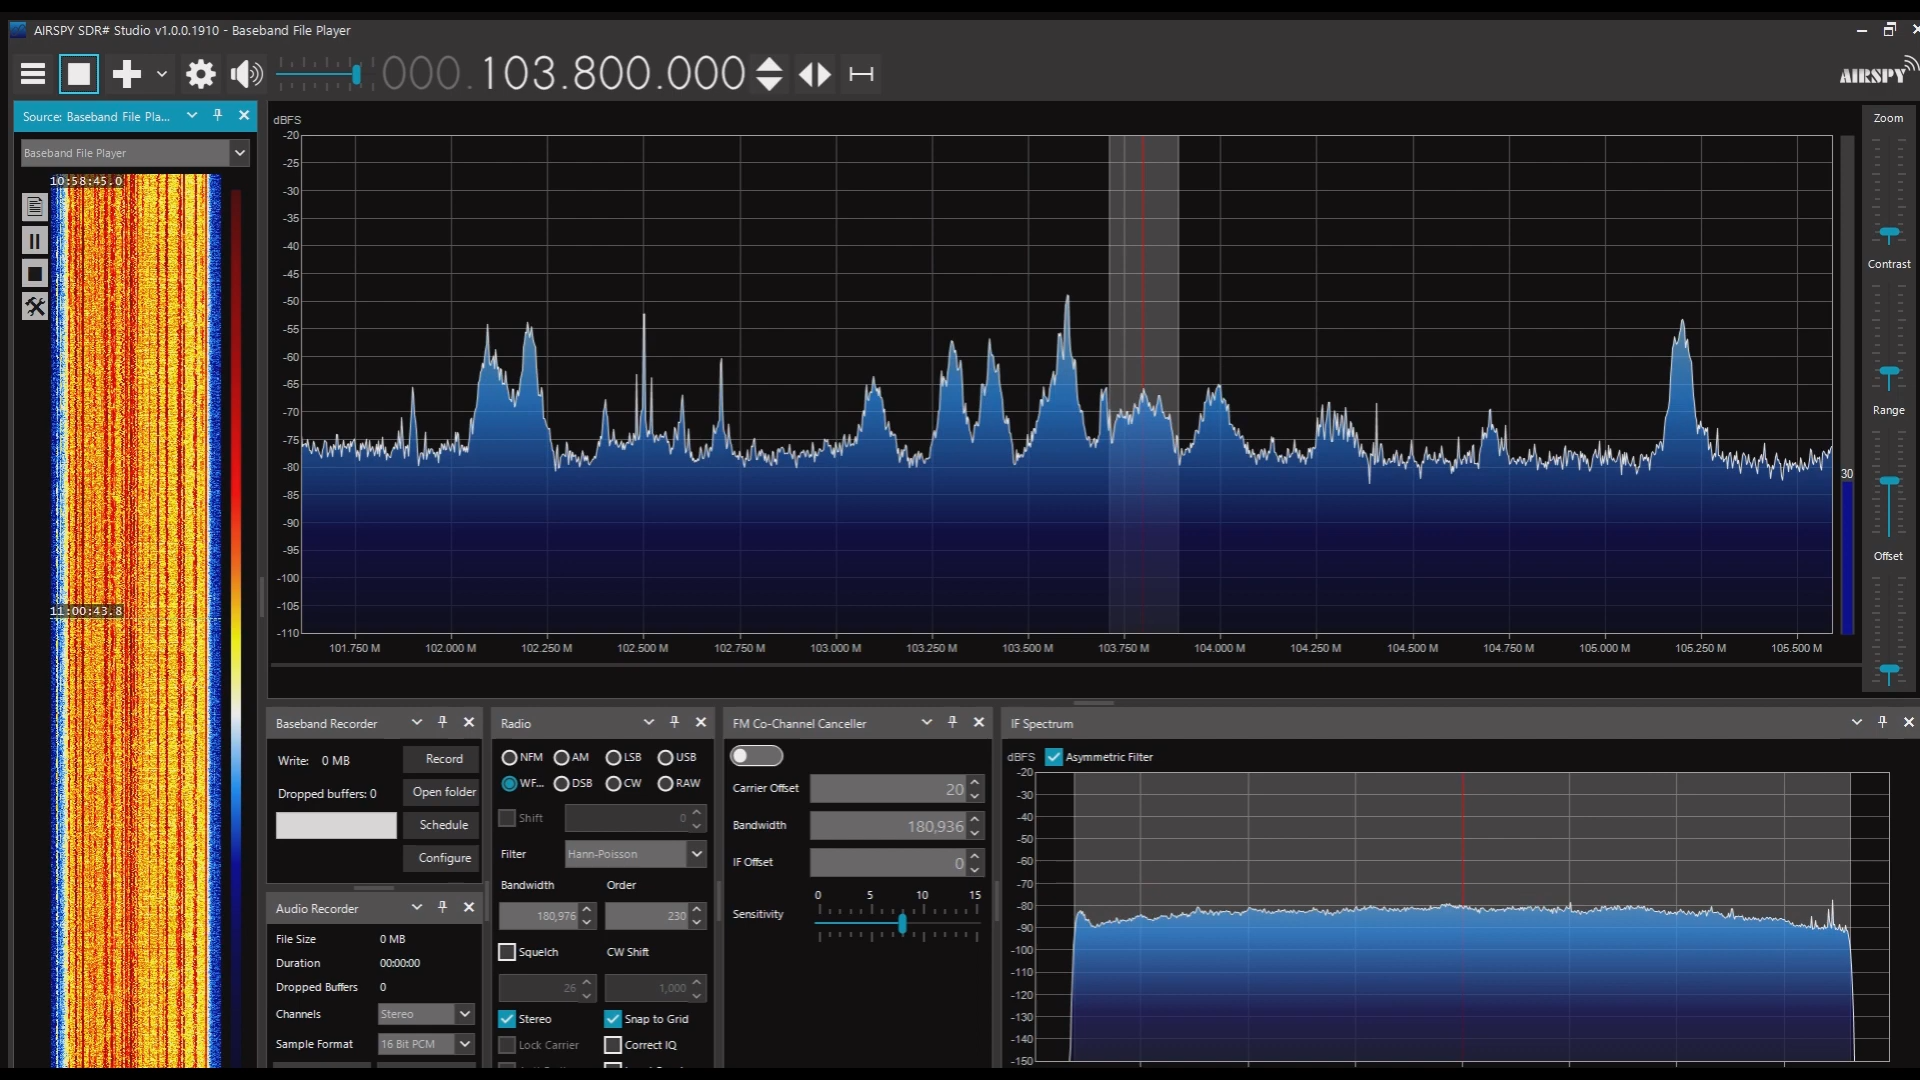 AIRSPY SDR# Studio v1.0.0.1910 - Baseband File Player
000.103.800.000
AIRSPY
Source: Baseband File Pla...
Baseband File Player
10:58:45.0
11:00:43.8
dBFS
-20
-25
-30
-35
-40
-45
-50
-55
-60
-65
-70
-75
-80
-85
-90
-95
-100
-105
-110
101.750 M 102.000 M 102.250 M 102.500 M 102.750 M 103.000 M 103.250 M 103.500 M 103.750 M 104.000 M 104.250 M 104.500 M 104.750 M 105.000 M 105.250 M 105.500 M
30
Zoom
Contrast
Range
Offset
Baseband Recorder
Write: 0 MB
Record
Dropped buffers: 0
Open folder
Schedule
Configure
Audio Recorder
File Size 0 MB
Duration 00:00:00
Dropped Buffers 0
Channels Stereo
Sample Format 16 Bit PCM
Radio
NFM AM LSB USB
WF... DSB CW RAW
Shift 0
Filter Hann-Poisson
Bandwidth Order
180,976 230
Squelch CW Shift
26 1,000
Stereo Snap to Grid
Lock Carrier Correct IQ
FM Co-Channel Canceller
Carrier Offset 20
Bandwidth 180,936
IF Offset 0
0 5 10 15
Sensitivity
IF Spectrum
dBFS Asymmetric Filter
-20
-30
-40
-50
-60
-70
-80
-90
-100
-110
-120
-130
-140
-150